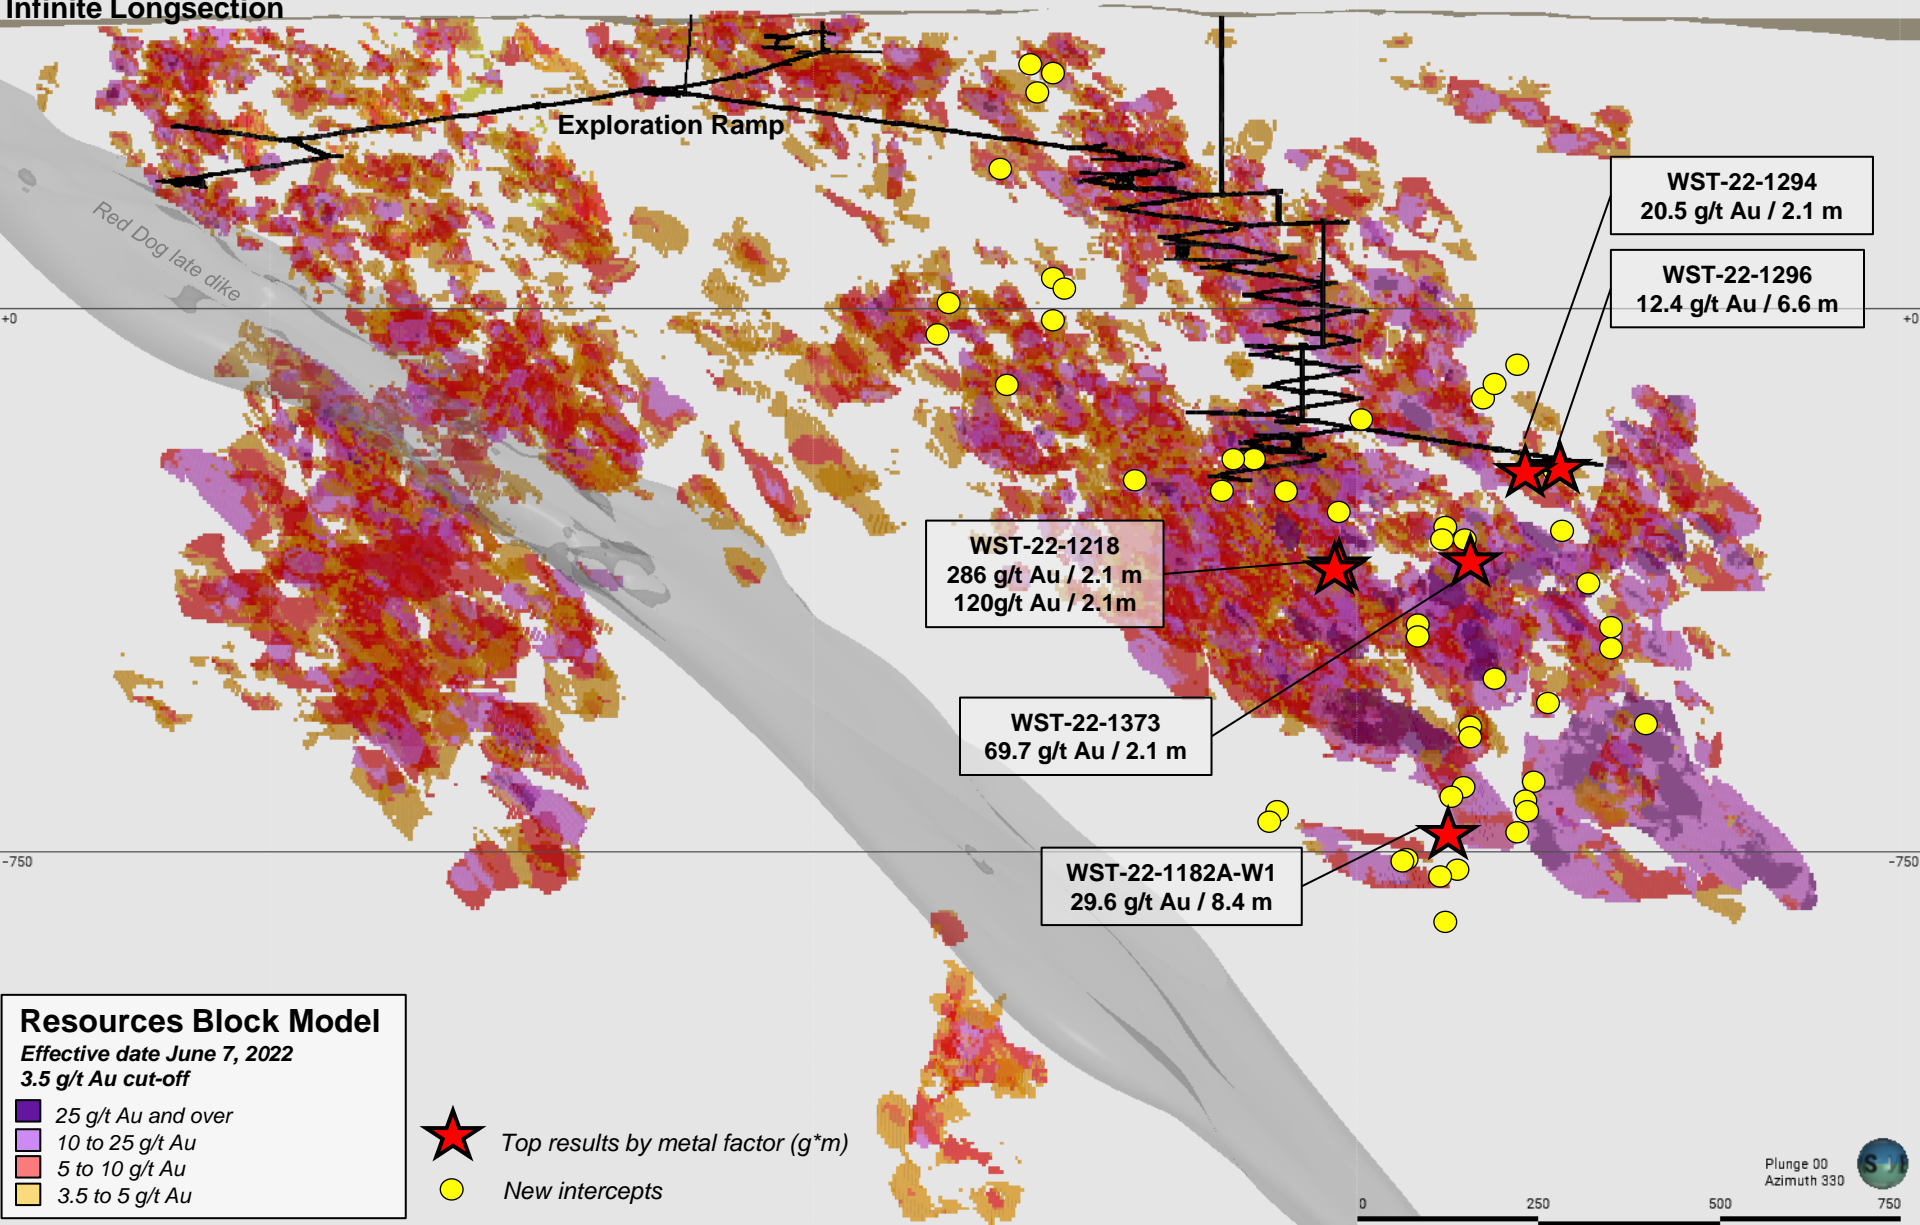 Infinite Longsection
Exploration Ramp
Red Dog late dike
WST-22-1294
20.5 g/t Au / 2.1 m
WST-22-1296
12.4 g/t Au / 6.6 m
+0
+0
WST-22-1218
286 g/t Au / 2.1 m
120g/t Au / 2.1m
WST-22-1373
69.7 g/t Au / 2.1 m
-750
-750
WST-22-1182A-W1
29.6 g/t Au / 8.4 m
Resources Block Model
Effective date June 7, 2022
3.5 g/t Au cut-off
25 g/t Au and over
10 to 25 g/t Au
5 to 10 g/t Au
3.5 to 5 g/t Au
Top results by metal factor (g*m)
New intercepts
Plunge 00
Azimuth 330
0 250 500 750